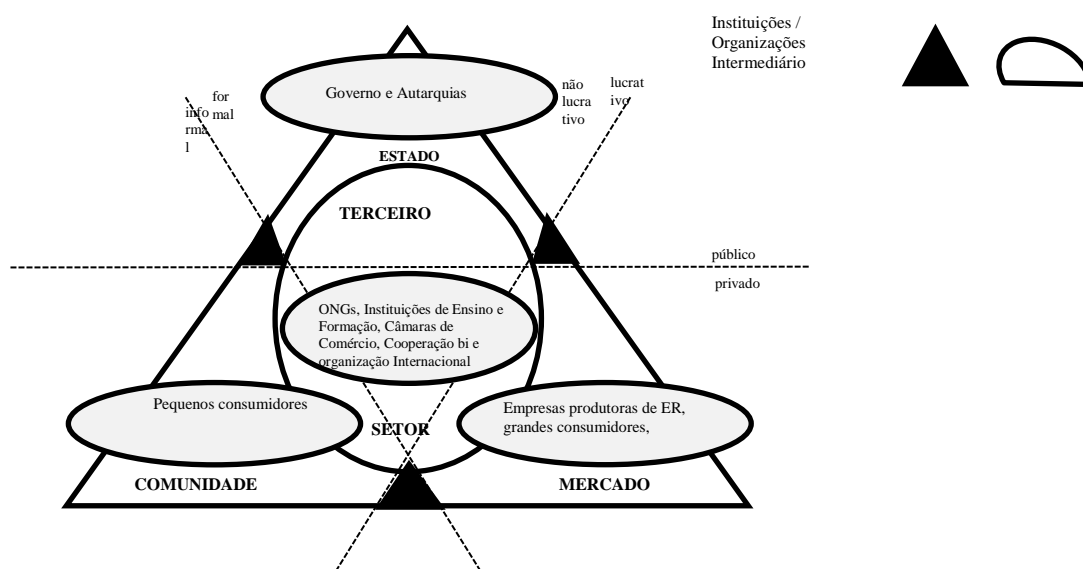 Instituições /
Organizações
Intermediário
Governo e Autarquias
for
mal
info
rma
l
não
lucra
tivo
lucrat
ivo
ESTADO
TERCEIRO
público
privado
ONGs, Instituições de Ensino e
Formação, Câmaras de
Comércio, Cooperação bi e
organização Internacional
Pequenos consumidores
Empresas produtoras de ER,
grandes consumidores,
SETOR
COMUNIDADE
MERCADO